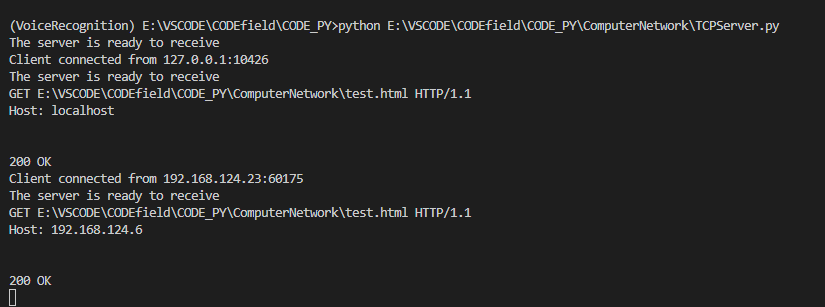 (VoiceRecognition) E:\VSCODE\CODEfield\CODE_PY>python E:\VSCODE\CODEfield\CODE_PY\ComputerNetwork\TCPServer.py
The server is ready to receive
Client connected from 127.0.0.1:10426
The server is ready to receive
GET E:\VSCODE\CODEfield\CODE_PY\ComputerNetwork\test.html HTTP/1.1
Host: localhost
200 OK
Client connected from 192.168.124.23:60175
The server is ready to receive
GET E:\VSCODE\CODEfield\CODE_PY\ComputerNetwork\test.html HTTP/1.1
Host: 192.168.124.6
200 OK